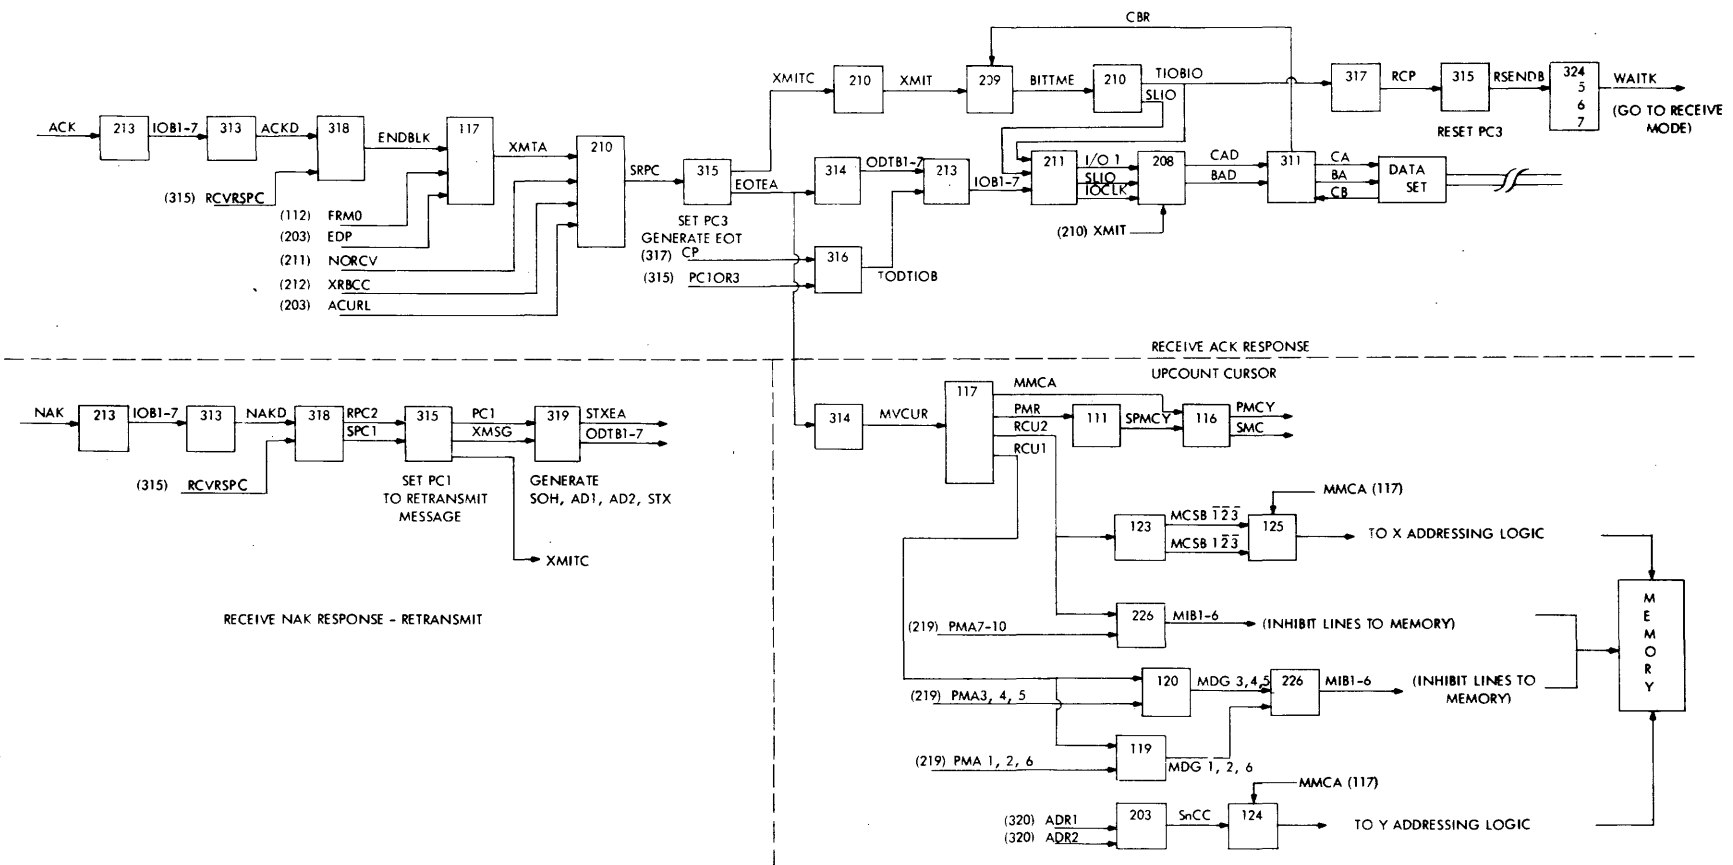 CBR
XMITC
210
XMIT
209
BITTME
210
TIOBIO
SLIO
317
RCP
315
RSENDB
324
5
6
7
WAITK
(GO TO RECEIVE
MODE)
RESET PC3
ACK
213
IOB1-7
313
ACKD
318
ENDBLK
117
XMTA
210
SRPC
315
EOTEA
314
ODTB1-7
213
IOB1-7
211
I/O 1
SLIO
IOCLK
208
CAD
BAD
311
CA
BA
CB
DATA
SET
(315) RCVRSPC
(112) FRM0
(203) EDP
(211) NORCV
(212) XRBCC
(203) ACURL
SET PC3
GENERATE EOT
(317) CP
(315) PC1OR3
316
TODTIOB
(210) XMIT
RECEIVE ACK RESPONSE
UPCOUNT CURSOR
NAK
213
IOB1-7
313
NAKD
318
RPC2
SPC1
315
PC1
XMSG
319
STXEA
ODTB1-7
(315) RCVRSPC
SET PC1
TO RETRANSMIT
MESSAGE
GENERATE
SOH, AD1, AD2, STX
XMITC
RECEIVE NAK RESPONSE - RETRANSMIT
314
MVCUR
117
MMCA
PMR
RCU2
RCU1
111
SPMCY
116
PMCY
SMC
MMCA (117)
123
MCSB 1̅2̅3̅
MCSB 12̅3̅
125
TO X ADDRESSING LOGIC
(219) PMA7-10
226
MIB1-6
(INHIBIT LINES TO MEMORY)
(219) PMA3, 4, 5
120
MDG 3,4,5
226
MIB1-6
(INHIBIT LINES TO
MEMORY)
(219) PMA 1, 2, 6
119
MDG 1, 2, 6
MMCA (117)
(320) ADR1
(320) ADR2
203
SnCC
124
TO Y ADDRESSING LOGIC
MEMORY